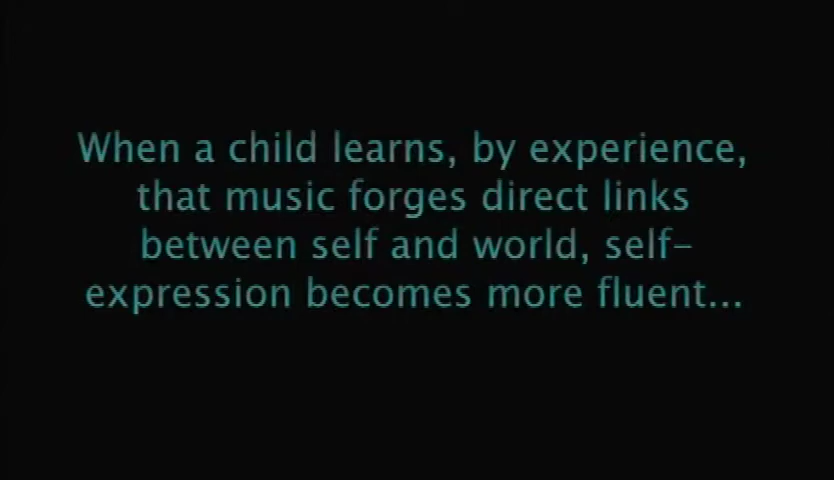 When a child learns, by experience,
that music forges direct links
between self and world, self-
expression becomes more fluent...